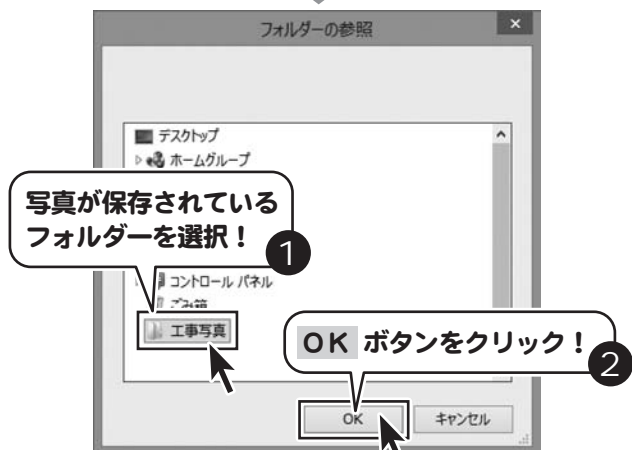 フォルダーの参照
デスクトップ
ホームグループ
写真が保存されている
フォルダーを選択！
1
コントロール パネル
ごみ箱
工事写真
OK ボタンをクリック！
2
OK
キャンセル